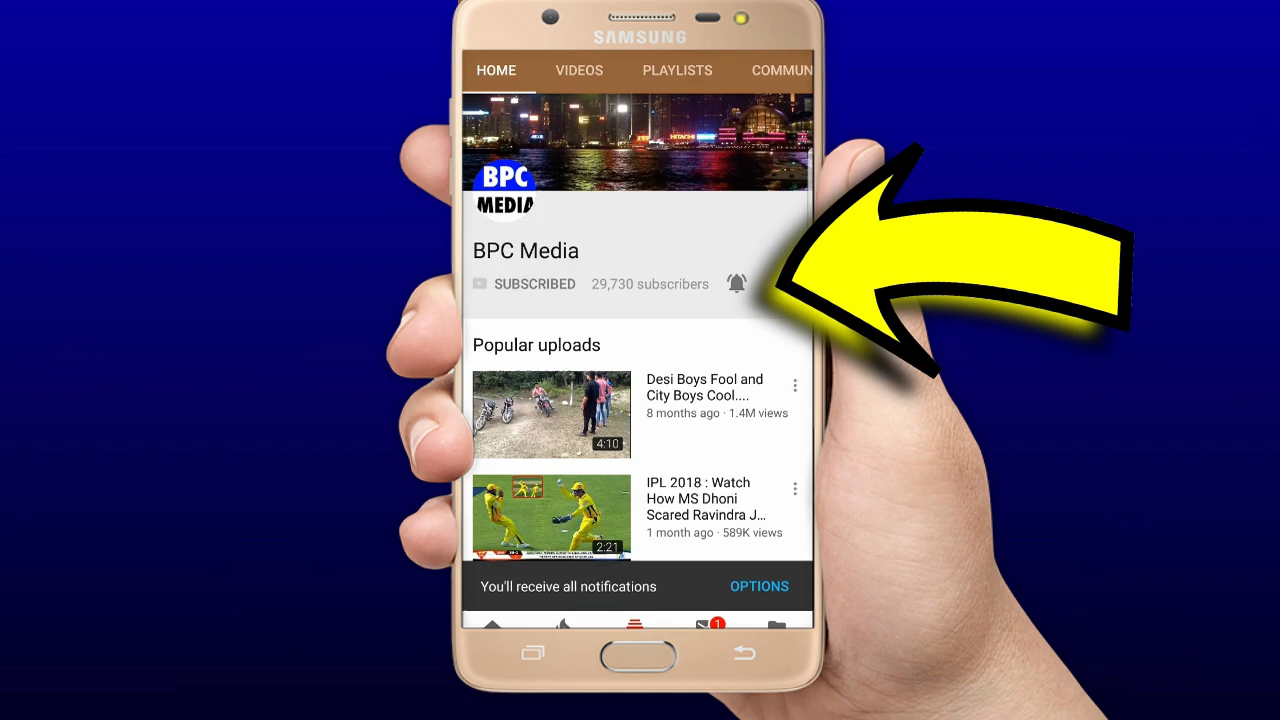 SAMSUNG
HOME VIDEOS PLAYLISTS COMMUN
HITACHI
BPC
MEDIA
BPC Media
SUBSCRIBED 29,730 subscribers
Popular uploads
Desi Boys Fool and
City Boys Cool....
8 months ago · 1.4M views
4:10
IPL 2018 : Watch
How MS Dhoni
Scared Ravindra J...
1 month ago · 589K views
2:21
You'll receive all notifications OPTIONS
1